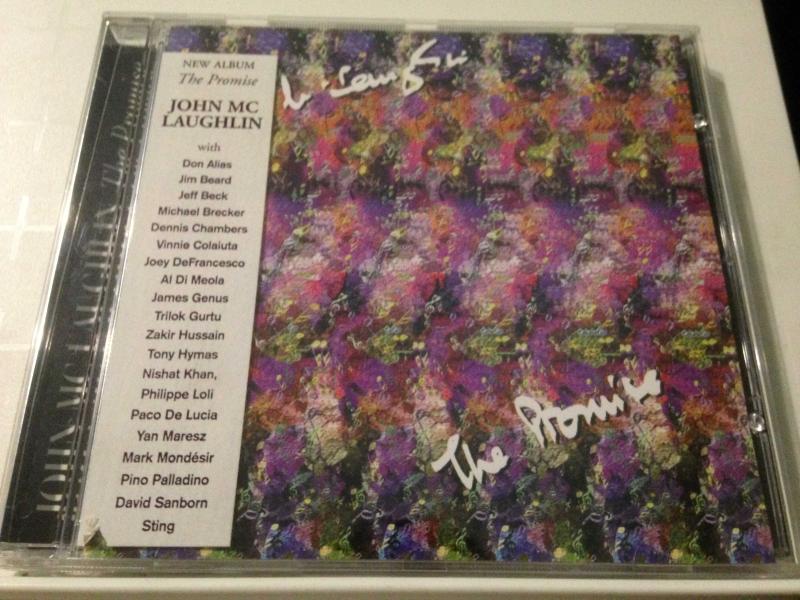 NEW ALBUM
The Promise
JOHN MC
LAUGHLIN
with
Don Alias
Jim Beard
Jeff Beck
Michael Brecker
Dennis Chambers
Vinnie Colaiuta
Joey DeFrancesco
Al Di Meola
James Genus
Trilok Gurtu
Zakir Hussain
Tony Hymas
Nishat Khan,
Philippe Loli
Paco De Lucia
Yan Maresz
Mark Mondésir
Pino Palladino
David Sanborn
Sting
The Promise
JOHN MC LAUGHLIN The Promise